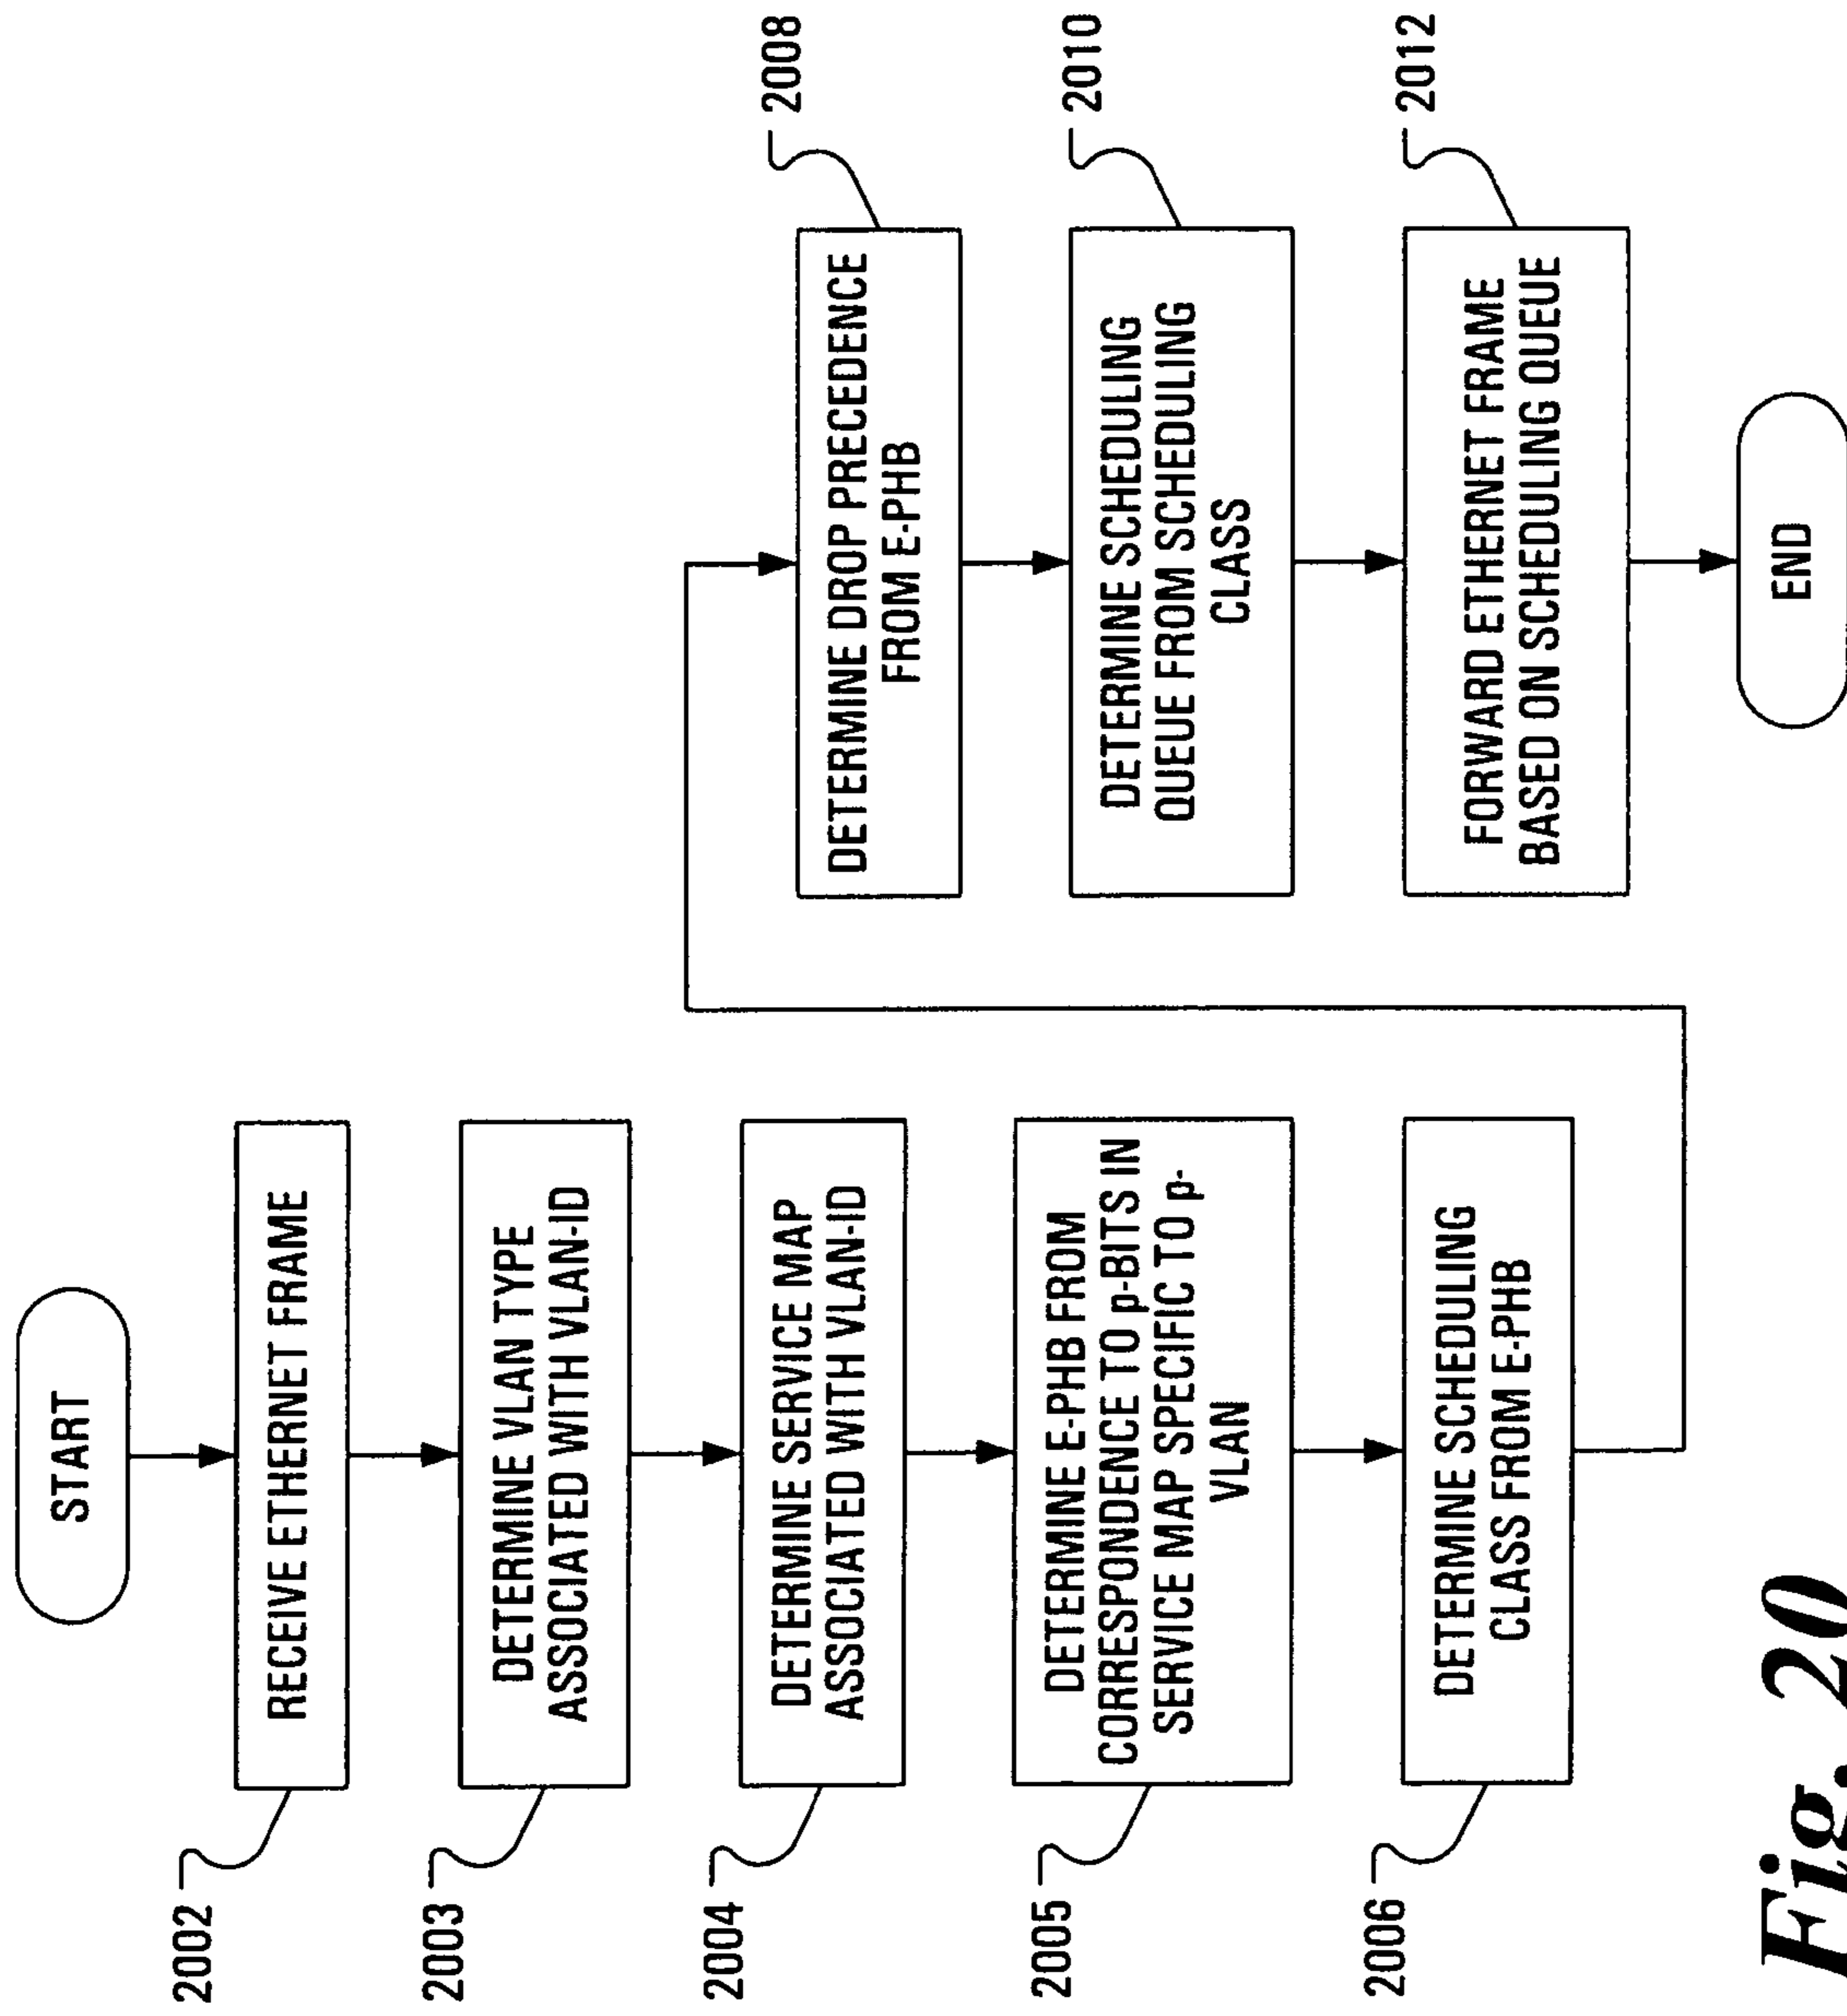 START
2002
RECEIVE ETHERNET FRAME
2003
DETERMINE VLAN TYPE
ASSOCIATED WITH VLAN-ID
2004
DETERMINE SERVICE MAP
ASSOCIATED WITH VLAN-ID
2005
DETERMINE E-PHB FROM
CORRESPONDENCE TO p-BITS IN
SERVICE MAP SPECIFIC TO p-
VLAN
2006
DETERMINE SCHEDULING
CLASS FROM E-PHB
2008
DETERMINE DROP PRECEDENCE
FROM E-PHB
2010
DETERMINE SCHEDULING
QUEUE FROM SCHEDULING
CLASS
2012
FORWARD ETHERNET FRAME
BASED ON SCHEDULING QUEUE
END
Fig. 20